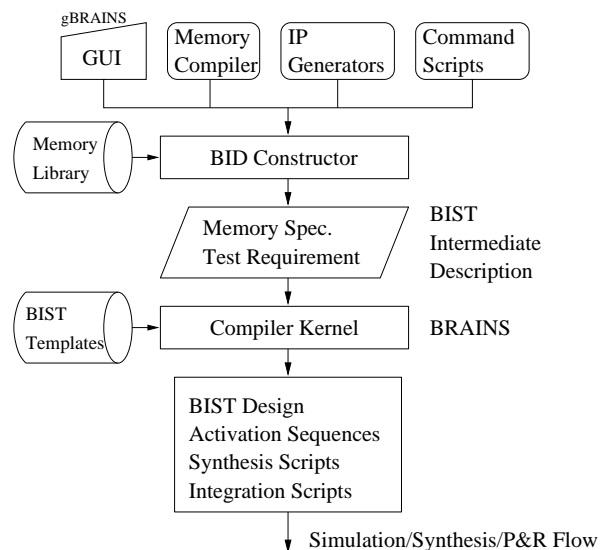 gBRAINS
GUI
Memory
Compiler
IP
Generators
Command
Scripts
Memory
Library
BID Constructor
Memory Spec.
Test Requirement
BIST
Intermediate
Description
BIST
Templates
Compiler Kernel
BRAINS
BIST Design
Activation Sequences
Synthesis Scripts
Integration Scripts
Simulation/Synthesis/P&R Flow